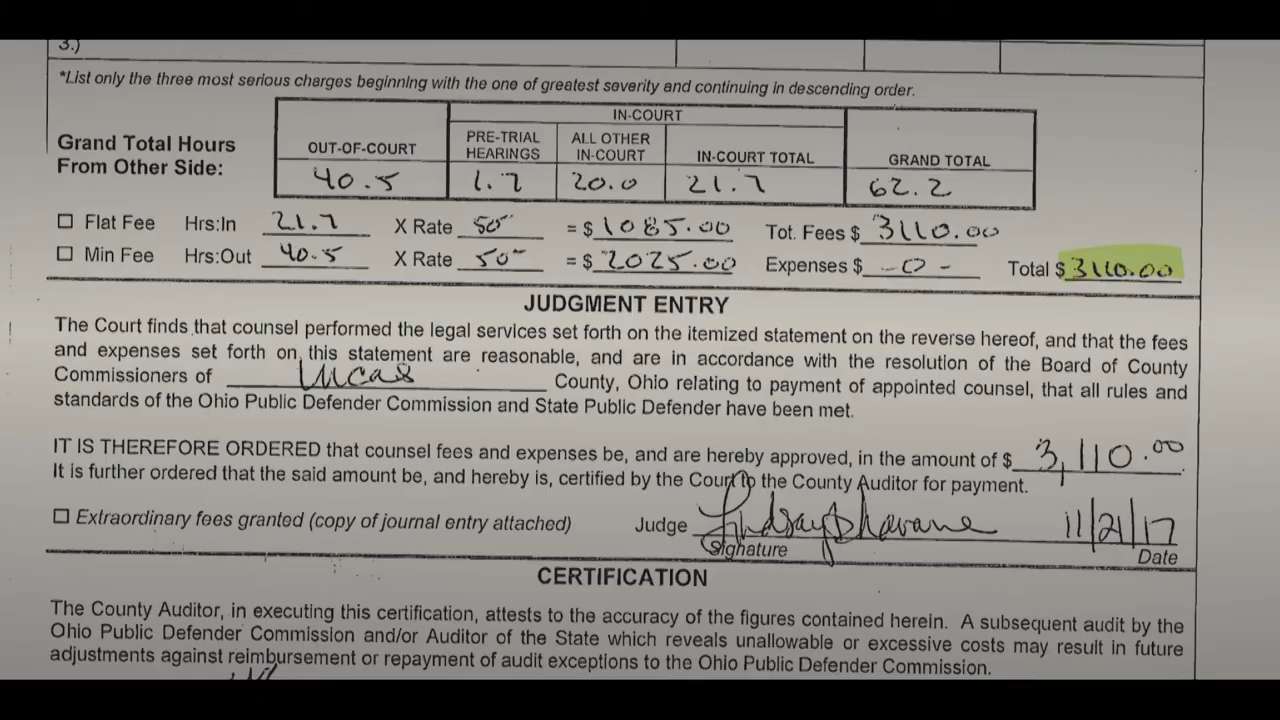 3.)
*List only the three most serious charges beginning with the one of greatest severity and continuing in descending order.
IN-COURT
Grand Total Hours From Other Side:
OUT-OF-COURT PRE-TRIAL HEARINGS ALL OTHER IN-COURT IN-COURT TOTAL GRAND TOTAL
40.5 1.7 20.0 21.7 62.2
☐ Flat Fee Hrs:In 21.7 X Rate 50 = $ 1085.00 Tot. Fees $ 3110.00
☐ Min Fee Hrs:Out 40.5 X Rate 50 = $ 2025.00 Expenses $ -0- Total $ 3110.00
JUDGMENT ENTRY
The Court finds that counsel performed the legal services set forth on the itemized statement on the reverse hereof, and that the fees
and expenses set forth on this statement are reasonable, and are in accordance with the resolution of the Board of County
Commissioners of Lucas County, Ohio relating to payment of appointed counsel, that all rules and
standards of the Ohio Public Defender Commission and State Public Defender have been met.
IT IS THEREFORE ORDERED that counsel fees and expenses be, and are hereby approved, in the amount of $ 3,110.00
It is further ordered that the said amount be, and hereby is, certified by the Court to the County Auditor for payment.
☐ Extraordinary fees granted (copy of journal entry attached) Judge Lindsay 11/21/17
Signature Date
CERTIFICATION
The County Auditor, in executing this certification, attests to the accuracy of the figures contained herein. A subsequent audit by the
Ohio Public Defender Commission and/or Auditor of the State which reveals unallowable or excessive costs may result in future
adjustments against reimbursement or repayment of audit exceptions to the Ohio Public Defender Commission.